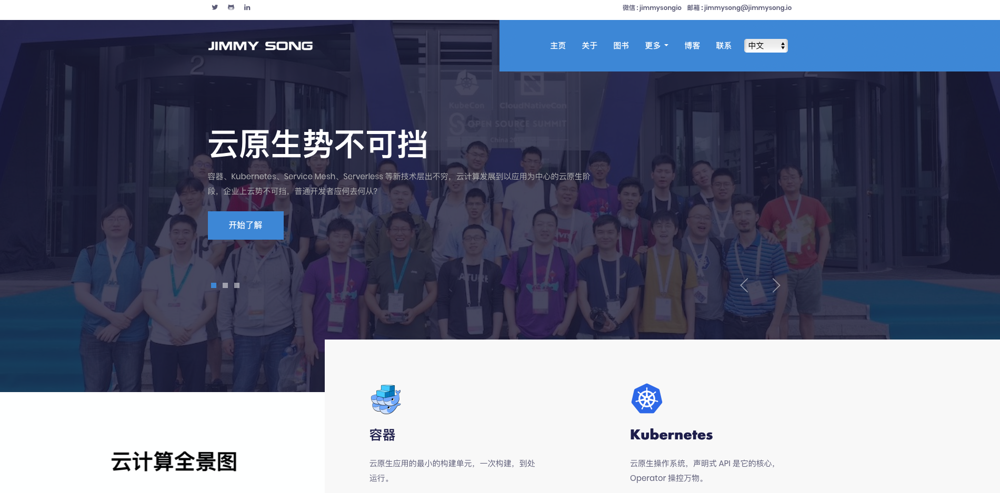 微信 : jimmysongio 邮箱 : jimmysong@jimmysong.io
JIMMY SONG
主页 关于 图书 更多 博客 联系 中文
2
KubeCon CloudNativeCon
OPEN SOURCE SUMMIT
云原生势不可挡
容器、Kubernetes、Service Mesh、Serverless 等新技术层出不穷，云计算发展到以应用为中心的云原生阶
段，企业上云势不可挡，普通开发者应何去何从?
开始了解
容器
云原生应用的最小的构建单元，一次构建，到处
运行。
Kubernetes
云原生操作系统，声明式 API 是它的核心，
Operator 操控万物。
云计算全景图